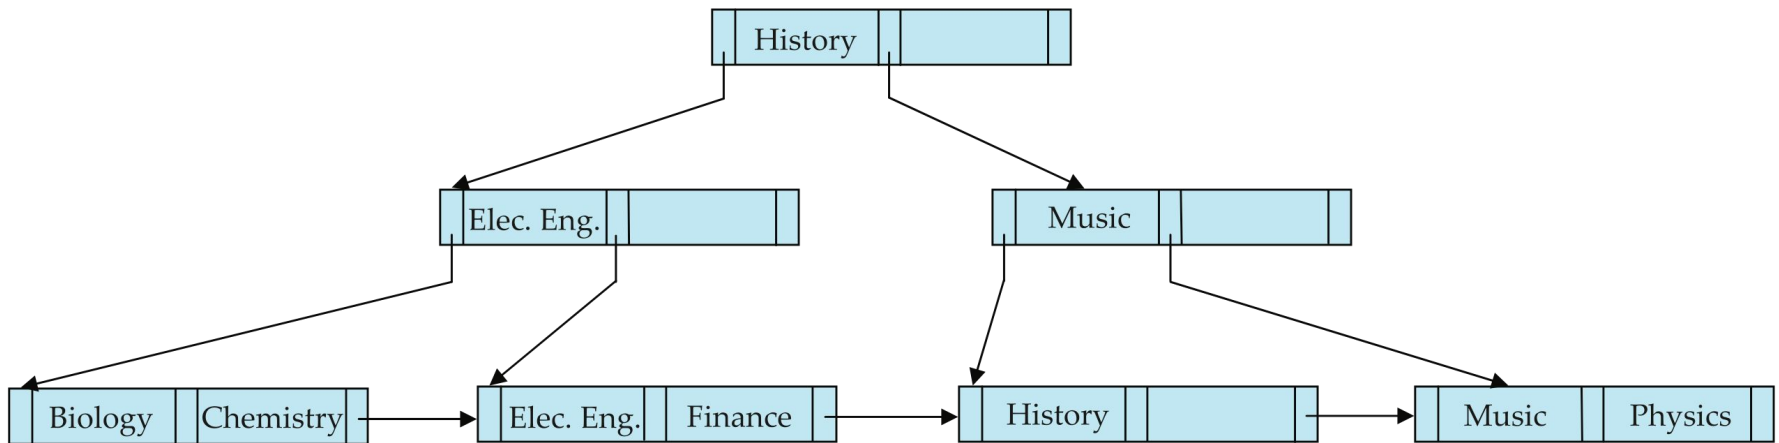 History
Elec. Eng.
Music
Biology
Chemistry
Elec. Eng.
Finance
History
Music
Physics